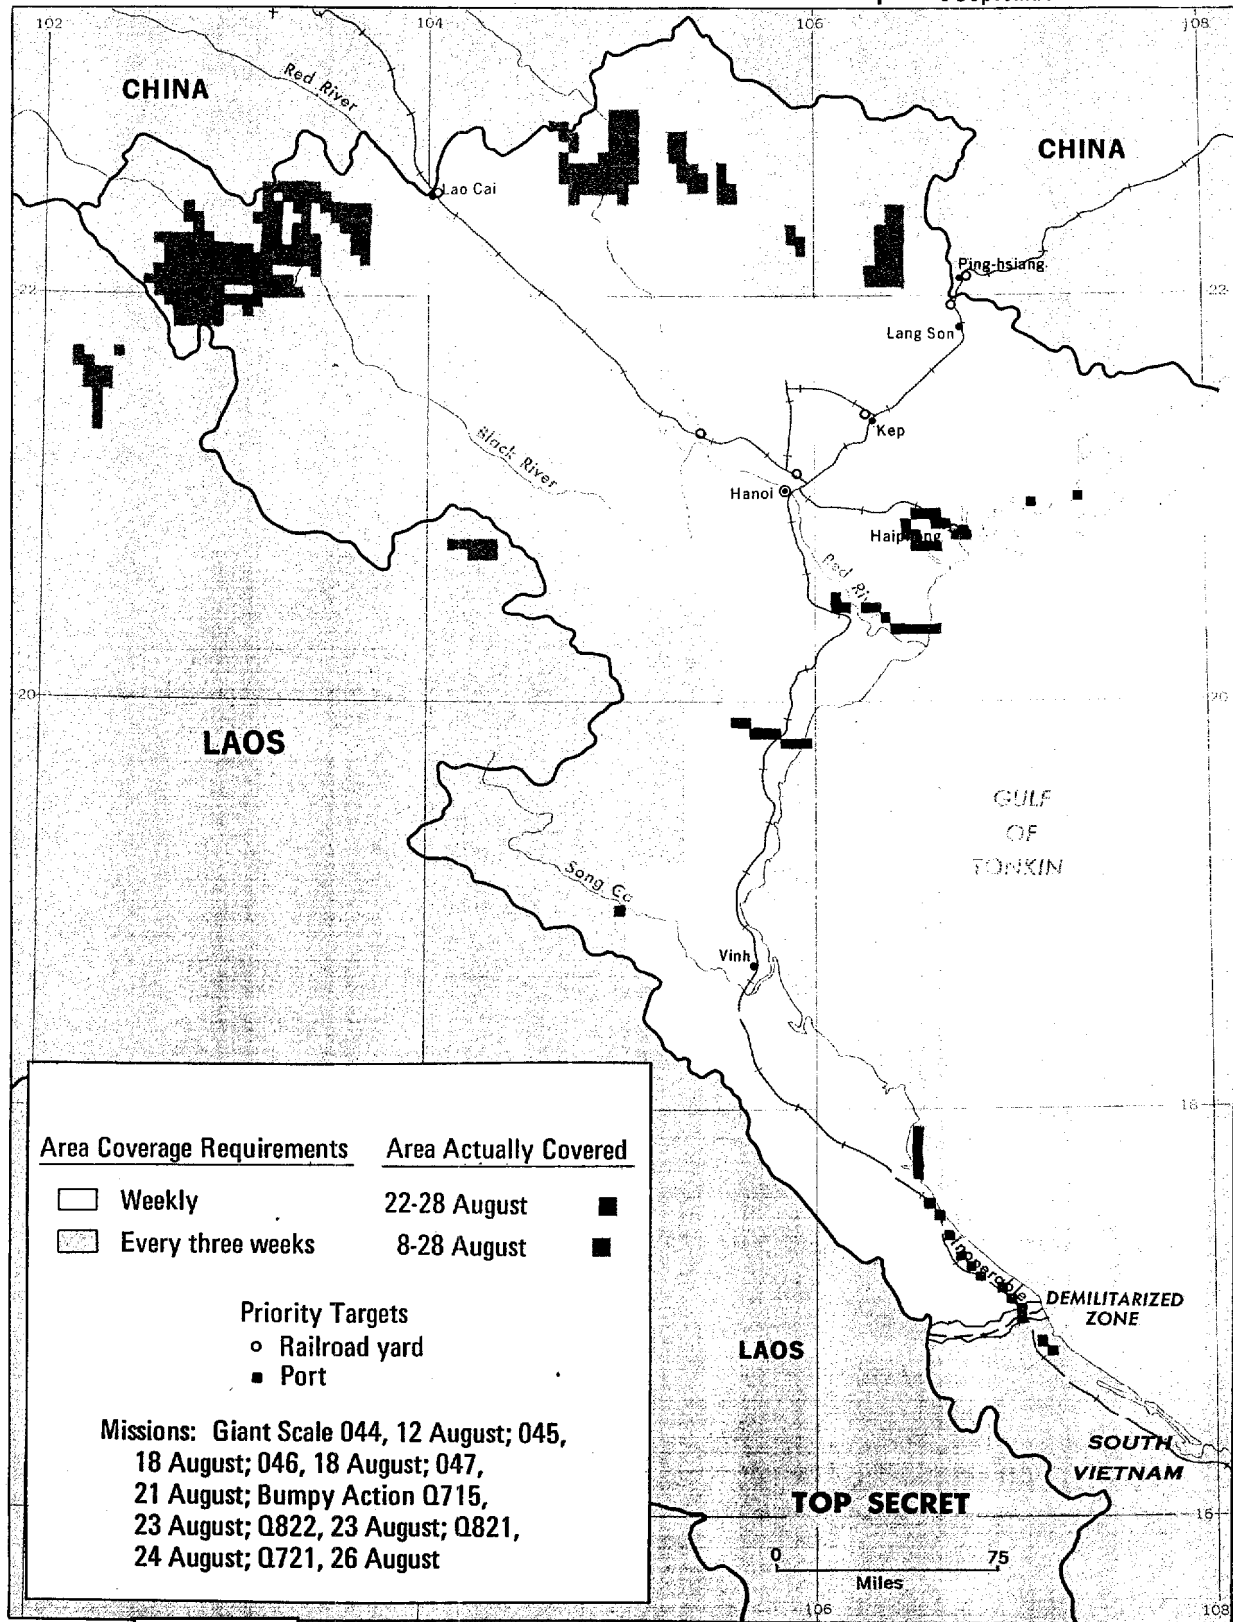 102
104
106
108
CHINA
Red River
CHINA
Lao Cai
Ping-hsiang
22
22
Lang Son
Kep
Black River
Hanoi
Haiphong
Red River
20
20
LAOS
GULF
OF
TONKIN
Song Ca
Vinh
18
Area Coverage Requirements
Area Actually Covered
Weekly
22-28 August
Every three weeks
8-28 August
Inoperable
Priority Targets
Railroad yard
Port
DEMILITARIZED
ZONE
LAOS
Missions: Giant Scale 044, 12 August; 045,
18 August; 046, 18 August; 047,
21 August; Bumpy Action Q715,
23 August; Q822, 23 August; Q821,
24 August; Q721, 26 August
SOUTH
VIETNAM
TOP SECRET
16
0
75
Miles
106
108